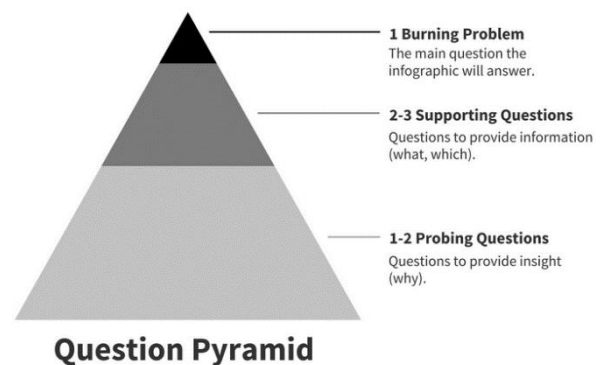 1 Burning Problem
The main question the
infographic will answer.
2-3 Supporting Questions
Questions to provide information
(what, which).
1-2 Probing Questions
Questions to provide insight
(why).
Question Pyramid